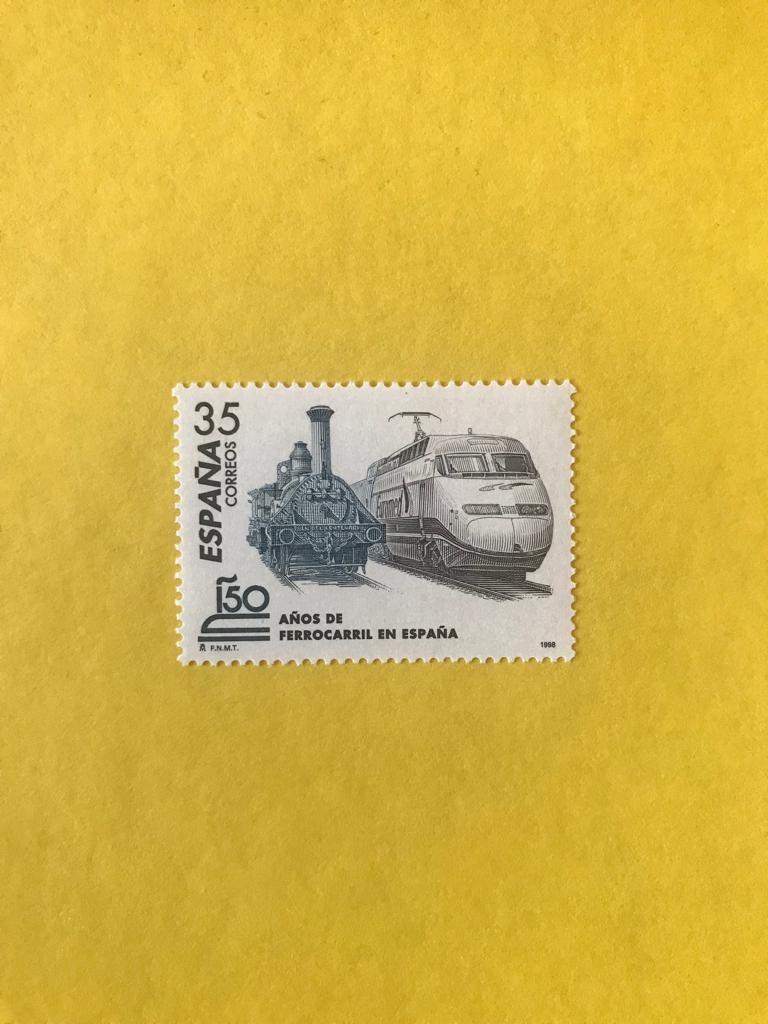 35
ESPAÑA
CORREOS
150
AÑOS DE
FERROCARRIL EN ESPAÑA
F.N.M.T.
1998